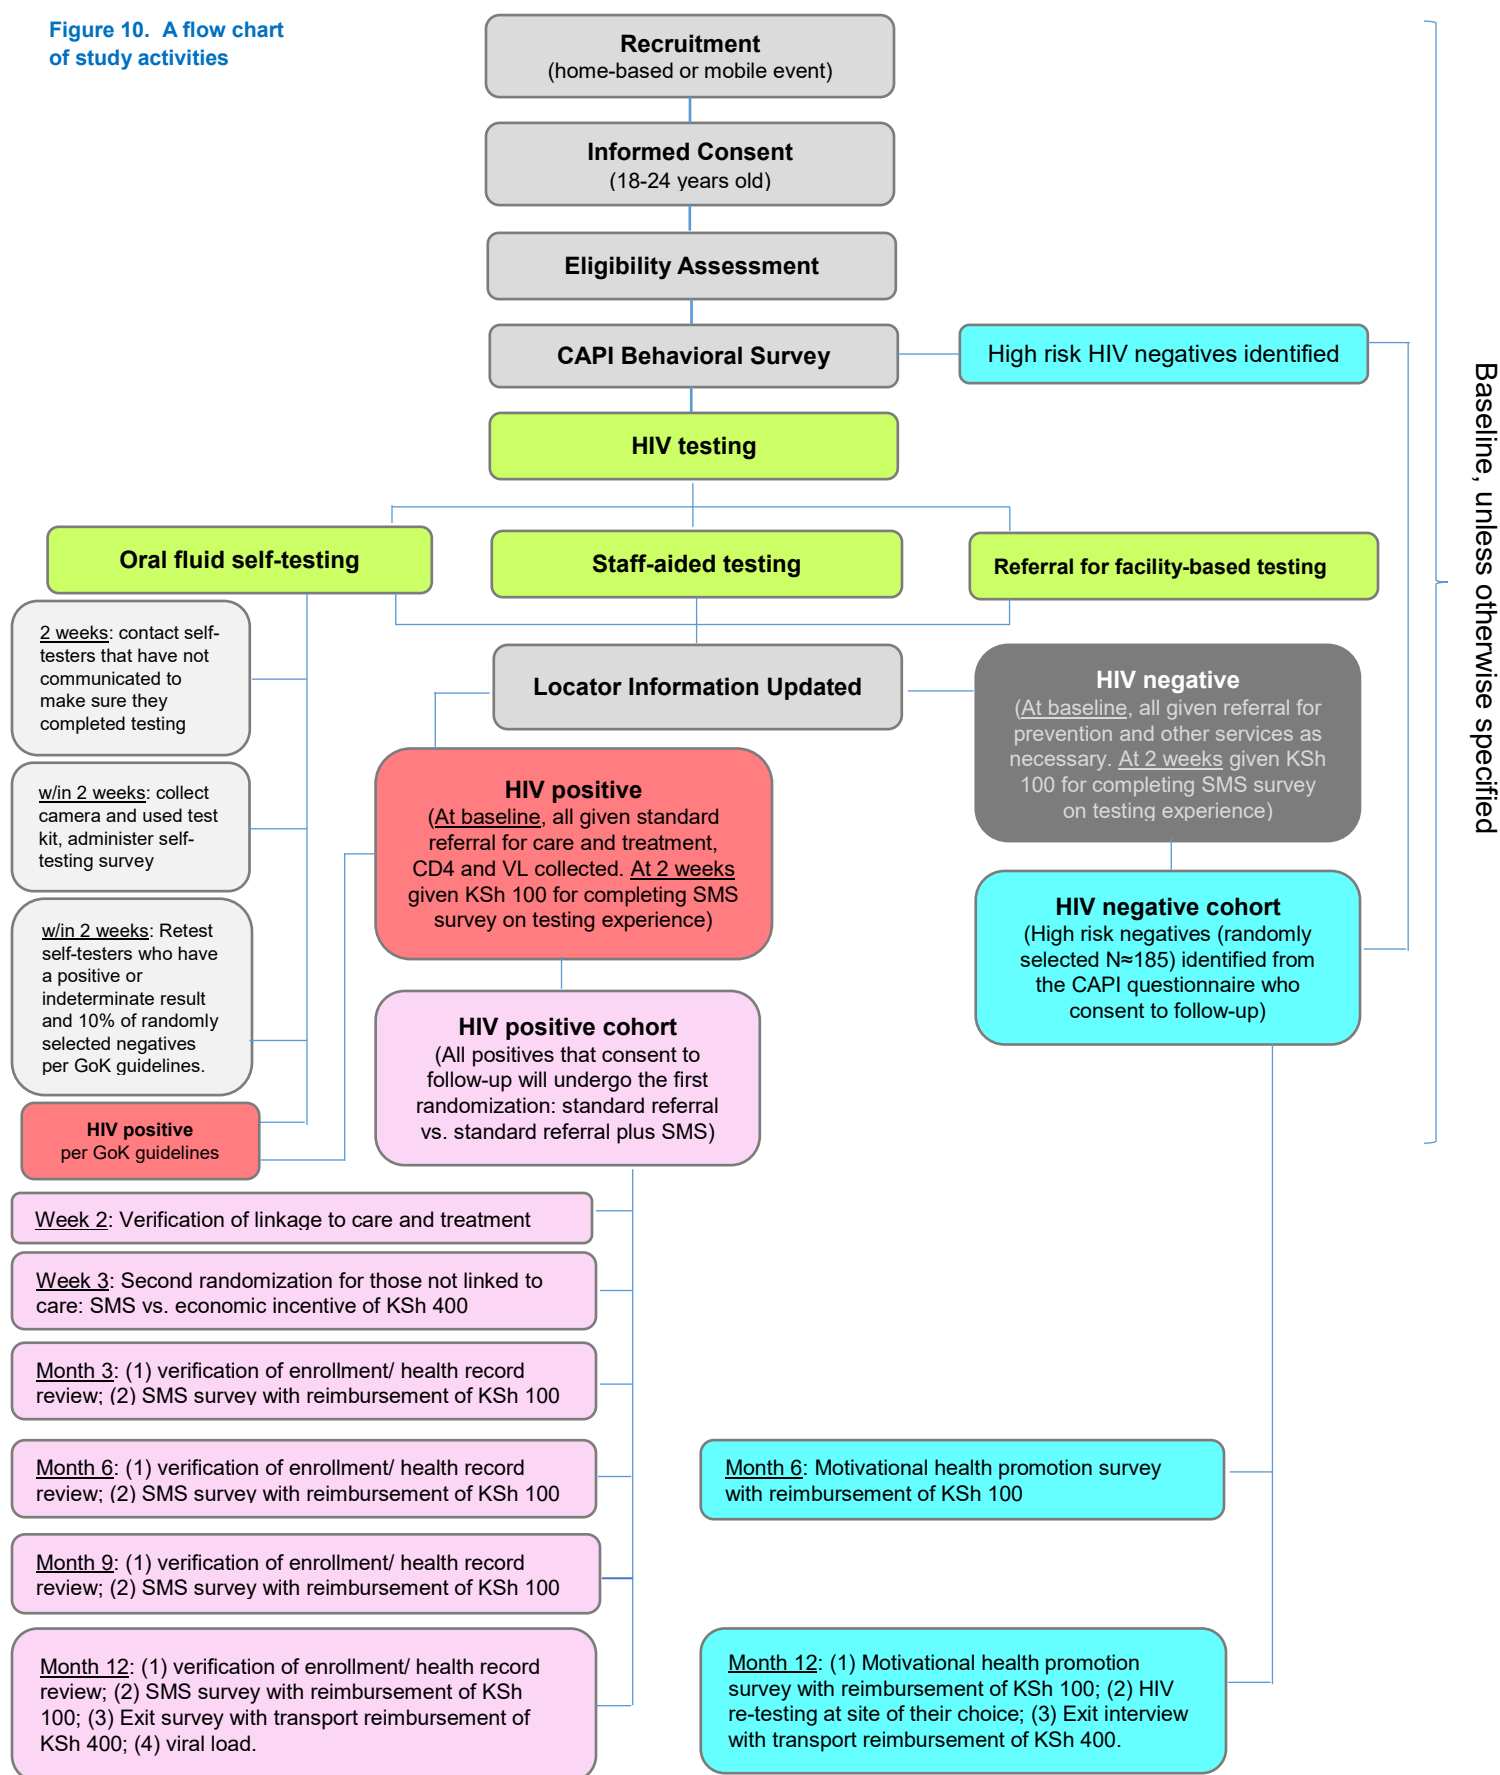 Figure 10.  A flow chart
of study activities
Recruitment
(home-based or mobile event)
Informed Consent
(18-24 years old)
Eligibility Assessment
CAPI Behavioral Survey
High risk HIV negatives identified
HIV testing
Oral fluid self-testing
Staff-aided testing
Referral for facility-based testing
Baseline, unless otherwise specified
2 weeks: contact self-
testers that have not
communicated to
make sure they
completed testing
w/in 2 weeks: collect
camera and used test
kit, administer self-
testing survey
w/in 2 weeks: Retest
self-testers who have
a positive or
indeterminate result
and 10% of randomly
selected negatives
per GoK guidelines.
HIV positive
per GoK guidelines
Locator Information Updated
HIV negative
(At baseline, all given referral for
prevention and other services as
necessary. At 2 weeks given KSh
100 for completing SMS survey
on testing experience)
HIV positive
(At baseline, all given standard
referral for care and treatment,
CD4 and VL collected. At 2 weeks
given KSh 100 for completing SMS
survey on testing experience)
HIV negative cohort
(High risk negatives (randomly
selected N≈185) identified from
the CAPI questionnaire who
consent to follow-up)
HIV positive cohort
(All positives that consent to
follow-up will undergo the first
randomization: standard referral
vs. standard referral plus SMS)
Week 2: Verification of linkage to care and treatment
Week 3: Second randomization for those not linked to
care: SMS vs. economic incentive of KSh 400
Month 3: (1) verification of enrollment/ health record
review; (2) SMS survey with reimbursement of KSh 100
Month 6: (1) verification of enrollment/ health record
review; (2) SMS survey with reimbursement of KSh 100
Month 9: (1) verification of enrollment/ health record
review; (2) SMS survey with reimbursement of KSh 100
Month 12: (1) verification of enrollment/ health record
review; (2) SMS survey with reimbursement of KSh
100; (3) Exit survey with transport reimbursement of
KSh 400; (4) viral load.
Month 6: Motivational health promotion survey
with reimbursement of KSh 100
Month 12: (1) Motivational health promotion
survey with reimbursement of KSh 100; (2) HIV
re-testing at site of their choice; (3) Exit interview
with transport reimbursement of KSh 400.